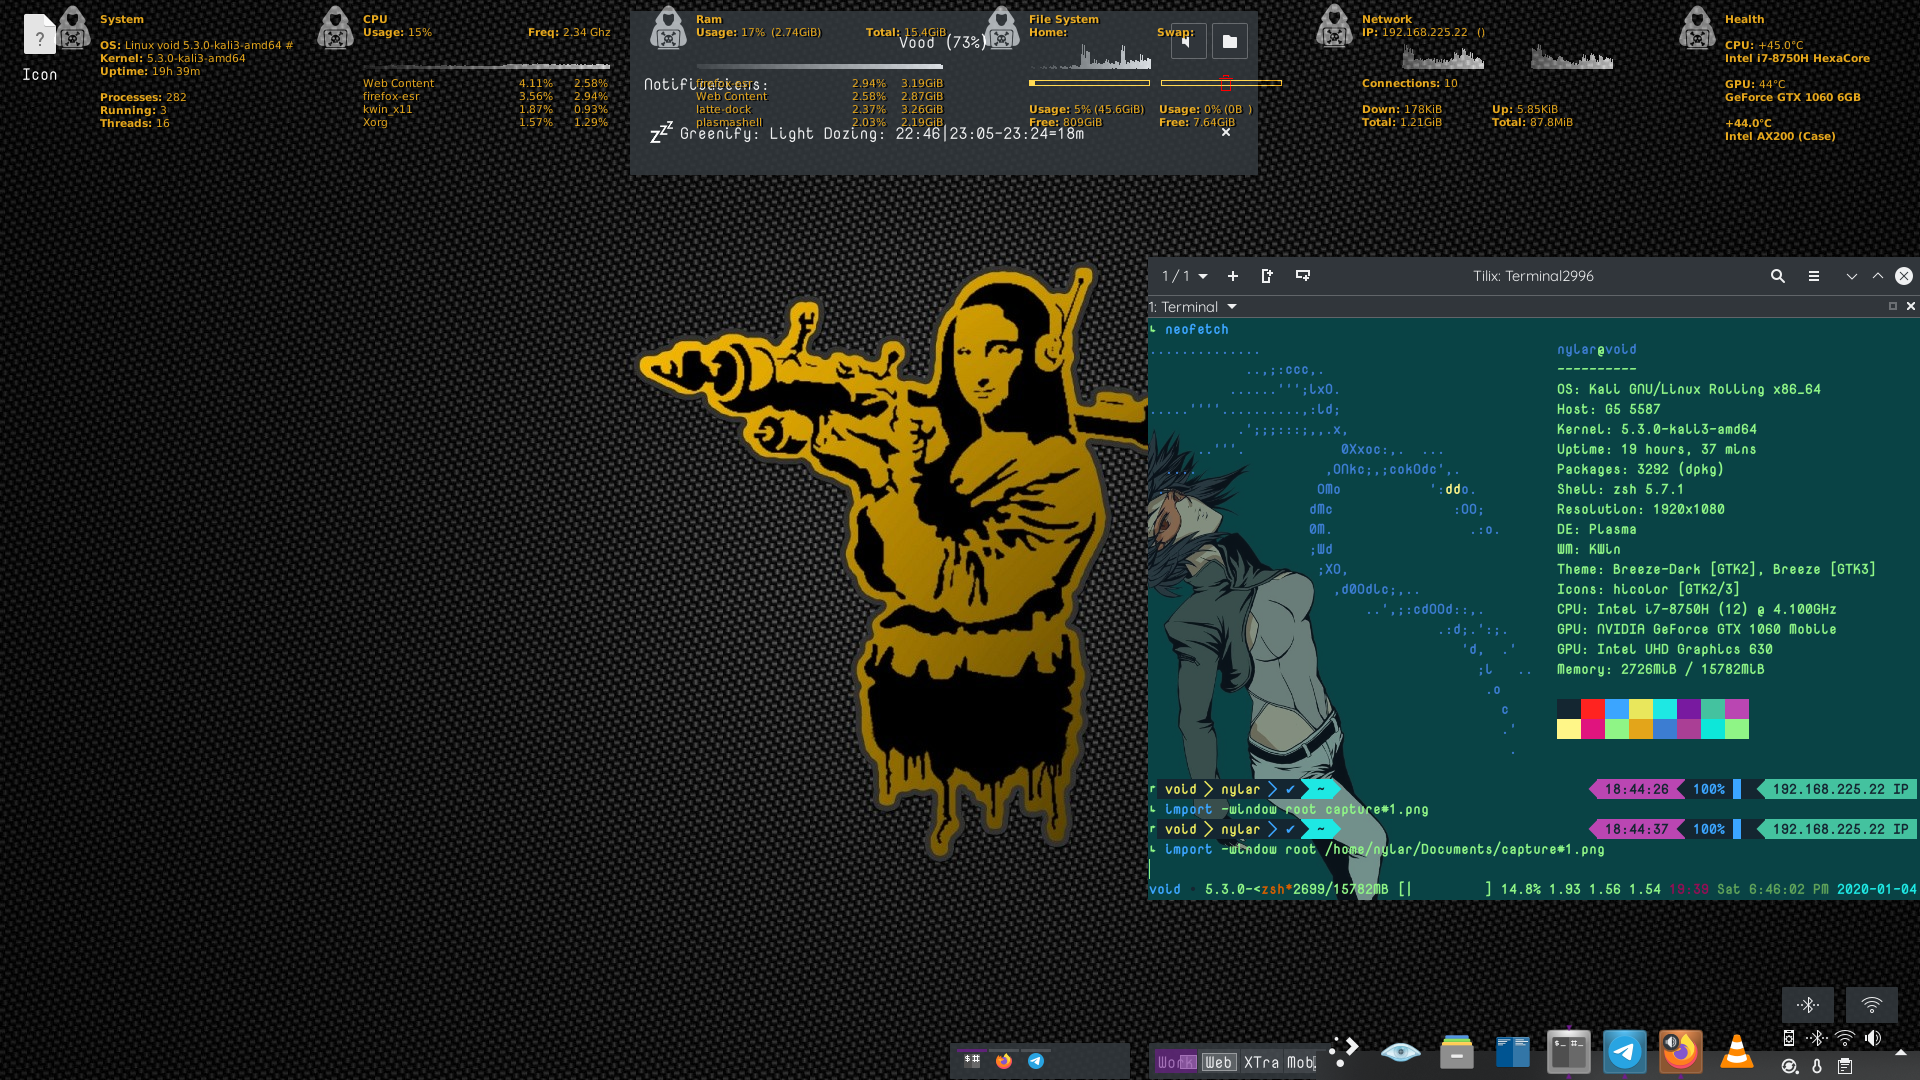 Icon
System
OS: Linux void 5.3.0-kali3-amd64 #
Kernel: 5.3.0-kali3-amd64
Uptime: 19h 39m
Processes: 282
Running: 3
Threads: 16
CPU
Usage: 15% Freq: 2.34 Ghz
Web Content 4.11% 2.58%
firefox-esr 3.56% 2.94%
kwin_x11 1.87% 0.93%
Xorg 1.57% 1.29%
Ram
Usage: 17% (2.74GiB) Total: 15.4GiB
Vood (73%)
Notifications:
firefox-esr 2.94% 3.19GiB
Web Content 2.58% 2.87GiB
latte-dock 2.37% 3.26GiB
plasmashell 2.03% 2.19GiB
Greenify: Light Dozing: 22:46|23:05-23:24=18m
File System
Home: Swap:
Usage: 5% (45.6GiB) Usage: 0% (0B )
Free: 809GiB Free: 7.64GiB
Network
IP: 192.168.225.22 ()
Connections: 10
Down: 178KiB Up: 5.85KiB
Total: 1.21GiB Total: 87.8MiB
Health
CPU: +45.0°C
Intel i7-8750H HexaCore
GPU: 44°C
GeForce GTX 1060 6GB
+44.0°C
Intel AX200 (Case)
1 / 1 Tilix: Terminal2996
1: Terminal
neofetch
nylar@void
----------
OS: Kali GNU/Linux Rolling x86_64
Host: G5 5587
Kernel: 5.3.0-kali3-amd64
Uptime: 19 hours, 37 mins
Packages: 3292 (dpkg)
Shell: zsh 5.7.1
Resolution: 1920x1080
DE: Plasma
WM: KWin
Theme: Breeze-Dark [GTK2], Breeze [GTK3]
Icons: hicolor [GTK2/3]
CPU: Intel i7-8750H (12) @ 4.100GHz
GPU: NVIDIA GeForce GTX 1060 Mobile
GPU: Intel UHD Graphics 630
Memory: 2726MiB / 15782MiB
void nylar ✔ ~ 18:44:26 100% 192.168.225.22 IP
import -window root capture#1.png
void nylar ✔ ~ 18:44:37 100% 192.168.225.22 IP
import -window root /home/nylar/Documents/capture#1.png
void 5.3.0-<zsh*2699/15782MB [| ] 14.8% 1.93 1.56 1.54 19:39 Sat 6:46:02 PM 2020-01-04
Work Web XTra Mob